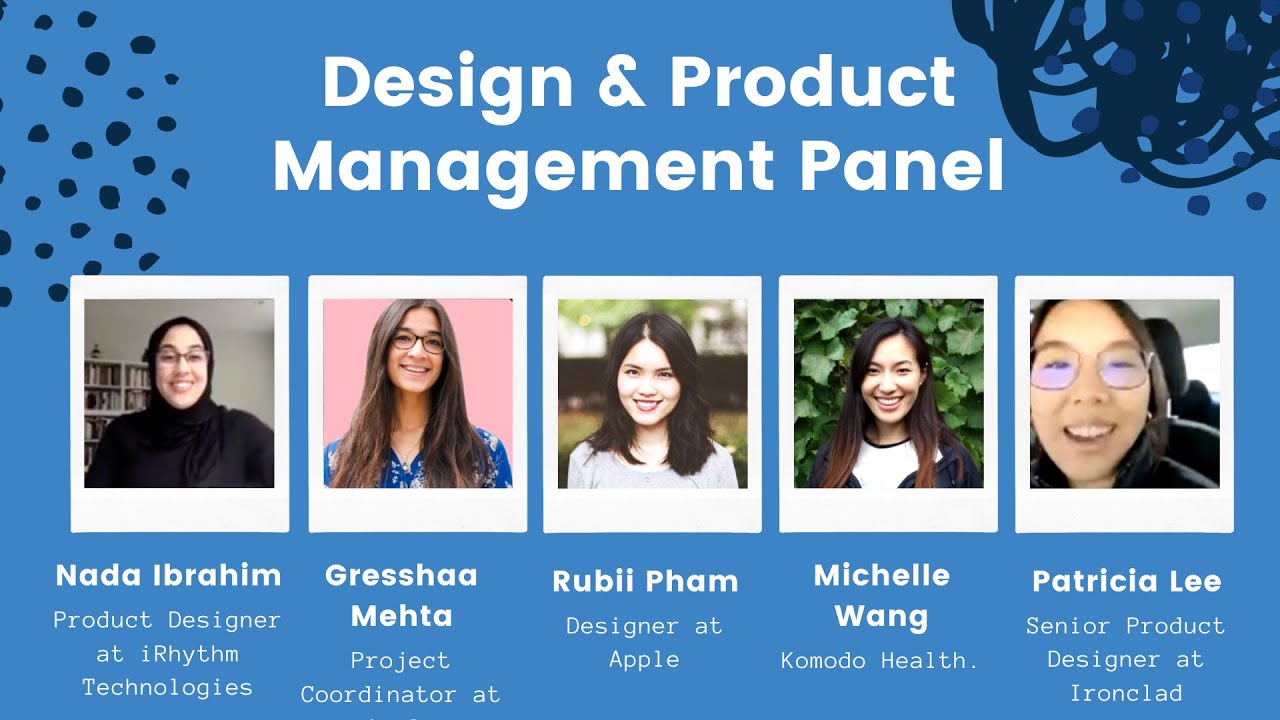 Design & Product
Management Panel
Nada Ibrahim
Product Designer
at iRhythm
Technologies
Gresshaa
Mehta
Project
Coordinator at
Rubii Pham
Designer at
Apple
Michelle
Wang
Komodo Health.
Patricia Lee
Senior Product
Designer at
Ironclad